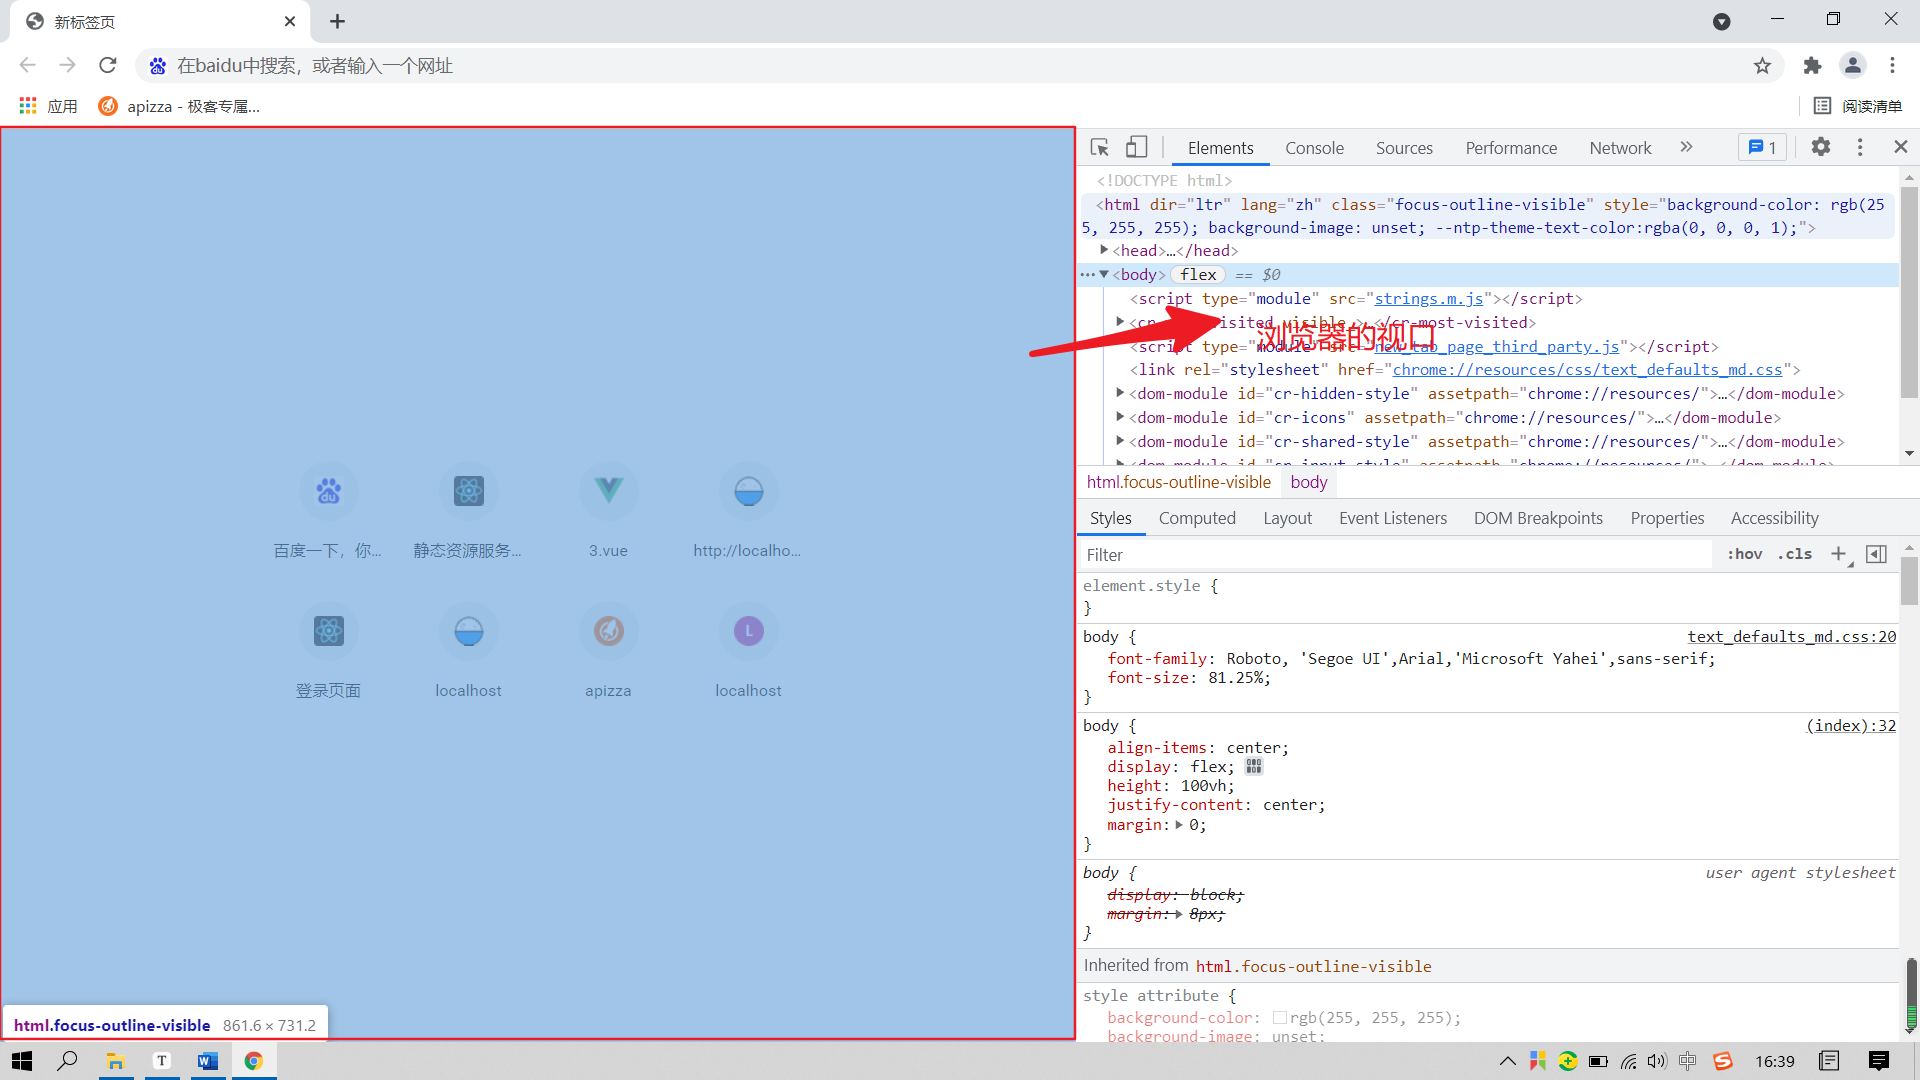 新标签页
在baidu中搜索，或者输入一个网址
应用
apizza - 极客专属...
阅读清单
Elements
Console
Sources
Performance
Network
1
<!DOCTYPE html>
<html dir="ltr" lang="zh" class="focus-outline-visible" style="background-color: rgb(25
5, 255, 255); background-image: unset; --ntp-theme-text-color:rgba(0, 0, 0, 1);">
<head>…</head>
<body> flex == $0
<script type="module" src="strings.m.js"></script>
isited visible >…</cr-most-visited>
浏览器的视口
<script type="module" src="new_tab_page_third_party.js"></script>
<link rel="stylesheet" href="chrome://resources/css/text_defaults_md.css">
<dom-module id="cr-hidden-style" assetpath="chrome://resources/">…</dom-module>
<dom-module id="cr-icons" assetpath="chrome://resources/">…</dom-module>
<dom-module id="cr-shared-style" assetpath="chrome://resources/">…</dom-module>
<dom-module id="cr-input-style" assetpath="chrome://resources/">…</dom-module>
html.focus-outline-visible
body
Styles
Computed
Layout
Event Listeners
DOM Breakpoints
Properties
Accessibility
Filter
:hov
.cls
element.style {
}
body {
text_defaults_md.css:20
font-family: Roboto, 'Segoe UI',Arial,'Microsoft Yahei',sans-serif;
font-size: 81.25%;
}
body {
(index):32
align-items: center;
display: flex;
height: 100vh;
justify-content: center;
margin: 0;
}
body {
user agent stylesheet
display: block;
margin: 8px;
}
Inherited from html.focus-outline-visible
style attribute {
background-color: rgb(255, 255, 255);
background-image: unset;
百度一下，你...
静态资源服务...
3.vue
http://localho...
L
登录页面
localhost
apizza
localhost
html.focus-outline-visible 861.6 × 731.2
T
W
中
S
16:39